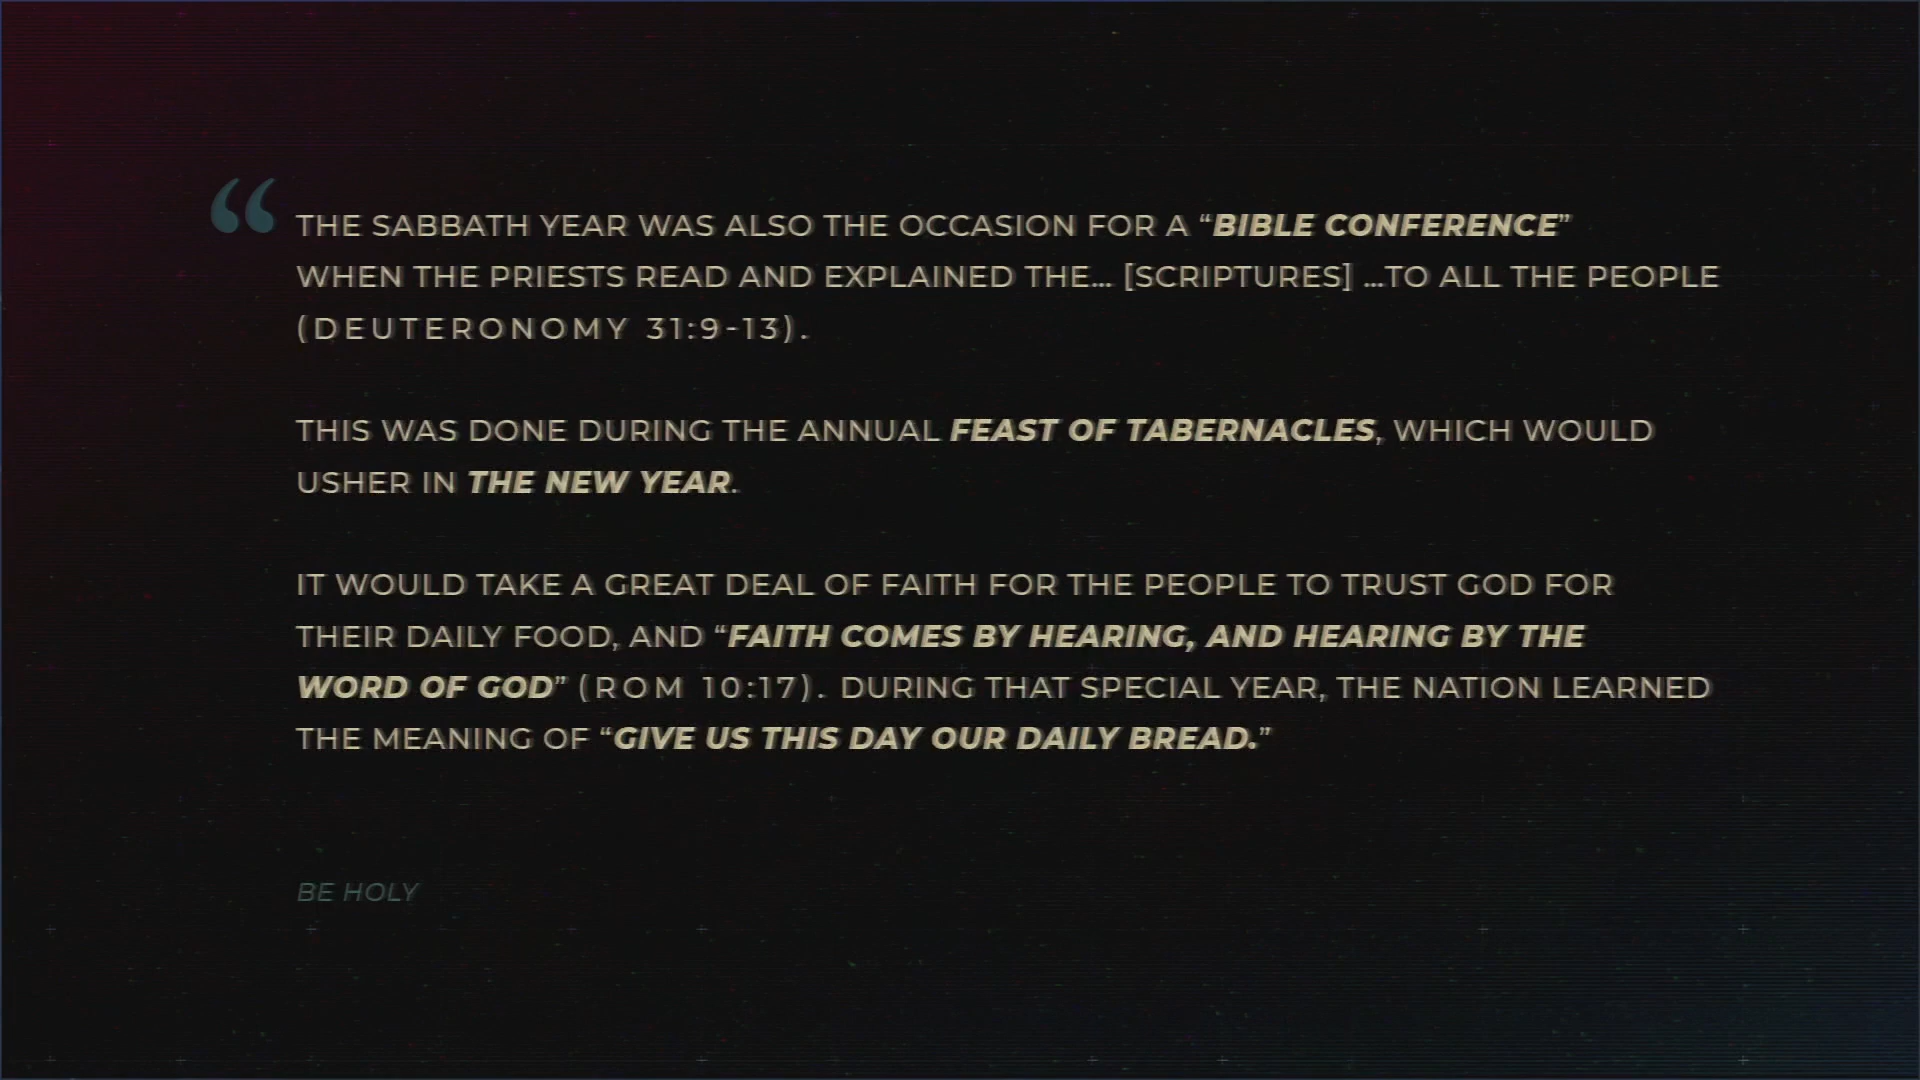 “THE SABBATH YEAR WAS ALSO THE OCCASION FOR A “BIBLE CONFERENCE”
WHEN THE PRIESTS READ AND EXPLAINED THE... [SCRIPTURES] ...TO ALL THE PEOPLE
(DEUTERONOMY 31:9-13).
THIS WAS DONE DURING THE ANNUAL FEAST OF TABERNACLES, WHICH WOULD
USHER IN THE NEW YEAR.
IT WOULD TAKE A GREAT DEAL OF FAITH FOR THE PEOPLE TO TRUST GOD FOR
THEIR DAILY FOOD, AND “FAITH COMES BY HEARING, AND HEARING BY THE
WORD OF GOD” (ROM 10:17). DURING THAT SPECIAL YEAR, THE NATION LEARNED
THE MEANING OF “GIVE US THIS DAY OUR DAILY BREAD.”
BE HOLY